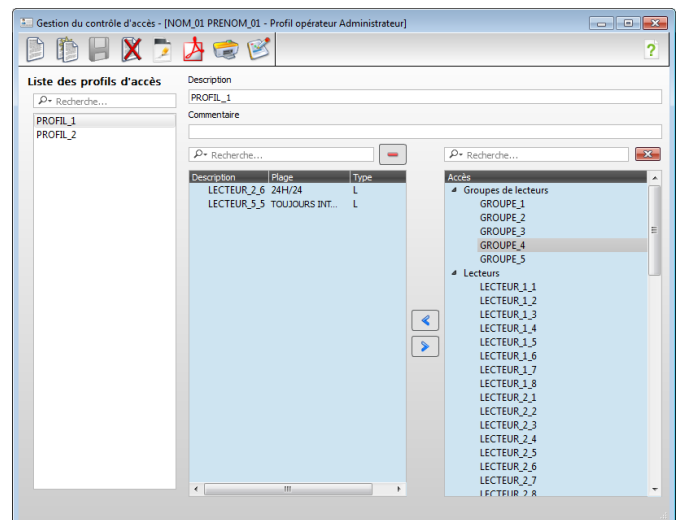 Gestion du contrôle d'accès - [NOM_01 PRENOM_01 - Profil opérateur Administrateur]
?
Liste des profils d'accès
Recherche...
PROFIL_1
PROFIL_2
Description
PROFIL_1
Commentaire
Recherche...
Description Plage Type
LECTEUR_2_6 24H/24 L
LECTEUR_5_5 TOUJOURS INT... L
Recherche...
Accès
Groupes de lecteurs
GROUPE_1
GROUPE_2
GROUPE_3
GROUPE_4
GROUPE_5
Lecteurs
LECTEUR_1_1
LECTEUR_1_2
LECTEUR_1_3
LECTEUR_1_4
LECTEUR_1_5
LECTEUR_1_6
LECTEUR_1_7
LECTEUR_1_8
LECTEUR_2_1
LECTEUR_2_2
LECTEUR_2_3
LECTEUR_2_4
LECTEUR_2_5
LECTEUR_2_6
LECTEUR_2_7
LECTEUR_2_8